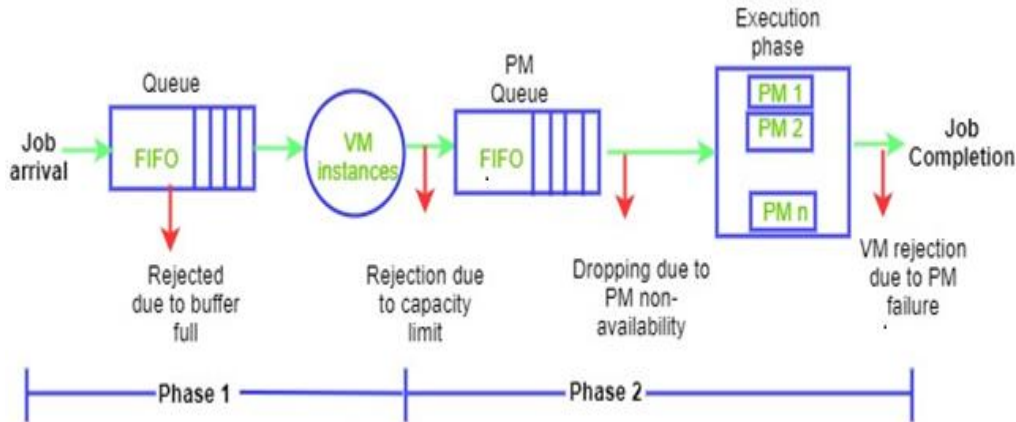 Job
arrival
Queue
FIFO
Rejected
due to buffer
full
VM
instances
Rejection due
to capacity
limit
PM
Queue
FIFO
Dropping due to
PM non-
availability
Execution
phase
PM 1
PM 2
PM n
VM rejection
due to PM
failure
Job
Completion
Phase 1
Phase 2